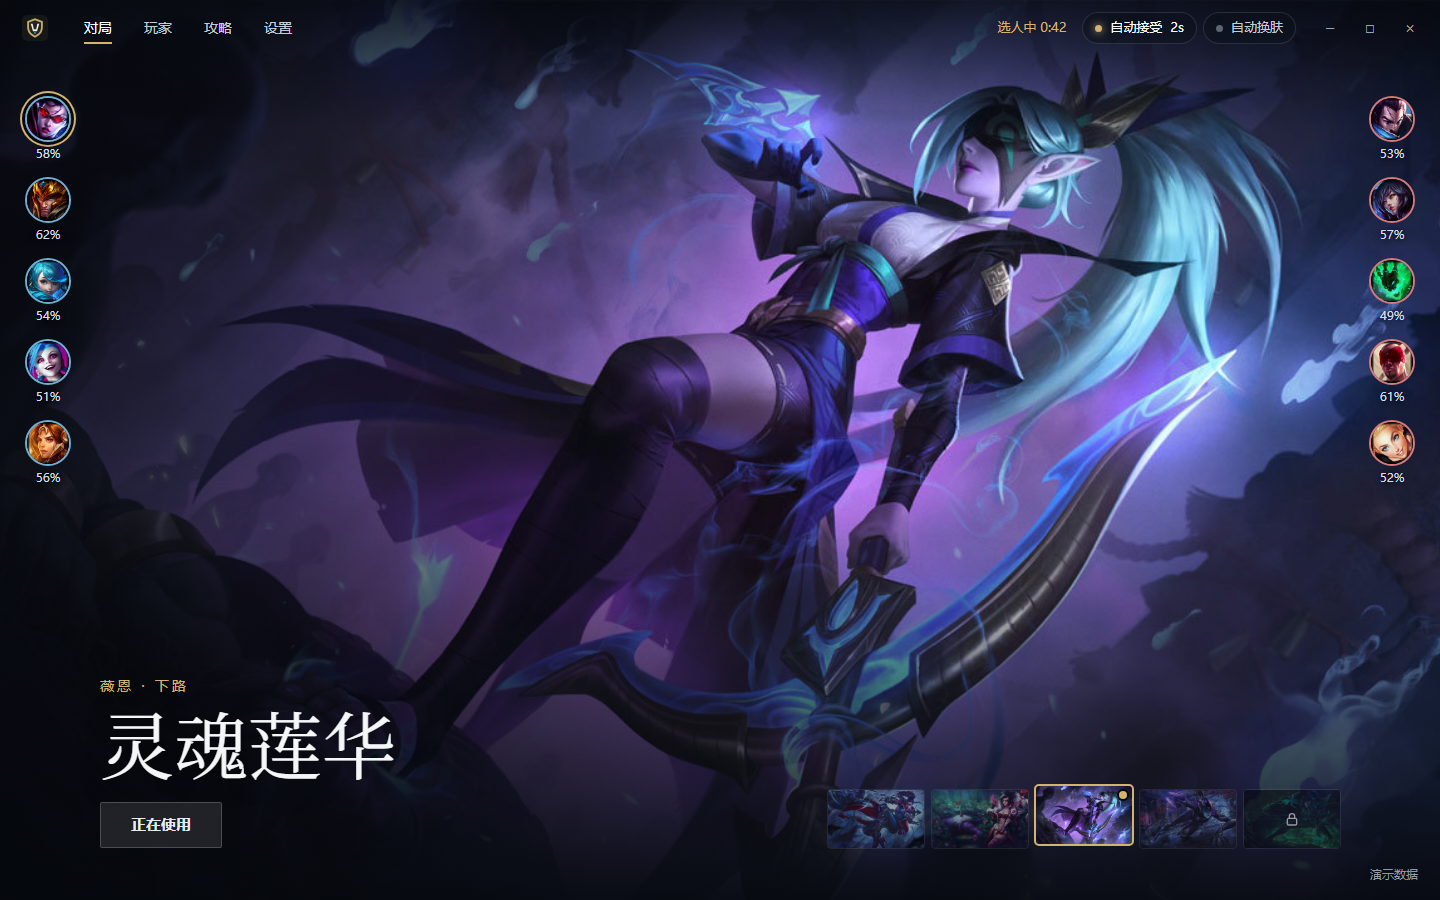 对局 玩家 攻略 设置 选人中 0:42 自动接受 2s 自动换肤
58%
62%
54%
51%
56%
53%
57%
49%
61%
52%
薇恩 · 下路
灵魂莲华
正在使用
演示数据